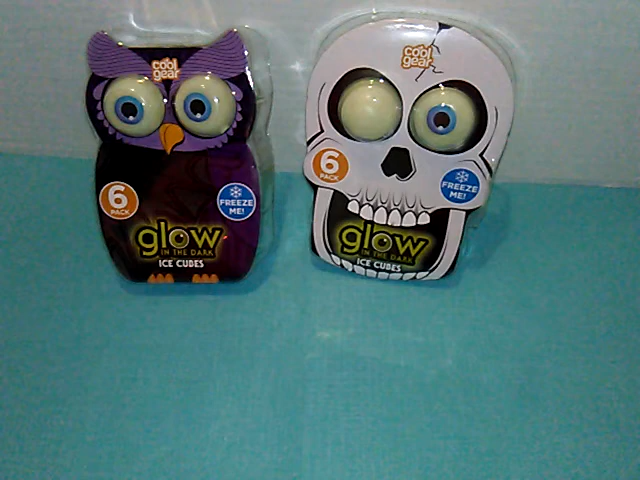 cool
gear
6
PACK
FREEZE
ME!
glow
IN THE DARK
ICE CUBES
cool
gear
6
PACK
FREEZE
ME!
glow
IN THE DARK
ICE CUBES